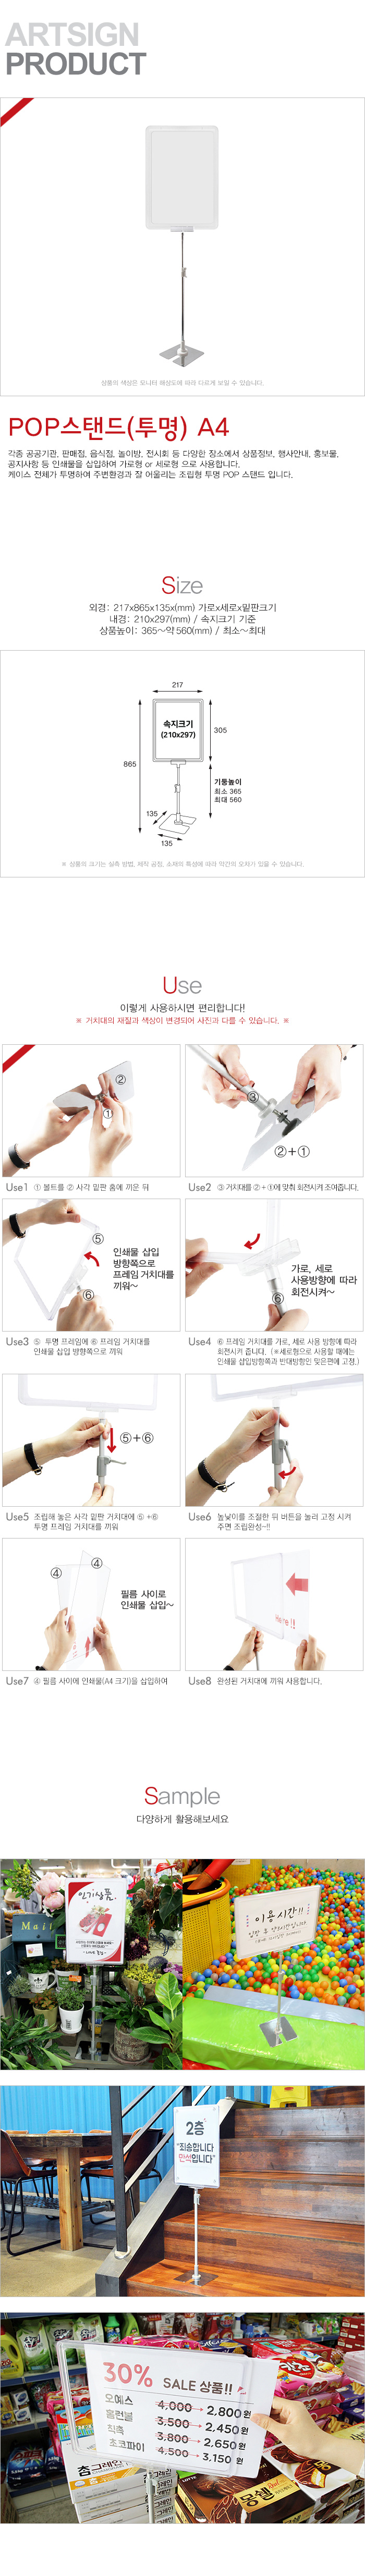 ARTSIGN
PRODUCT
상품의 색상은 모니터 해상도에 따라 다르게 보일 수 있습니다.
POP스탠드(투명) A4
각종 공공기관, 판매점, 음식점, 놀이방, 전시회 등 다양한 장소에서 상품정보, 행사안내, 홍보물,
공지사항 등 인쇄물을 삽입하여 가로형 or 세로형 으로 사용합니다.
케이스 전체가 투명하여 주변환경과 잘 어울리는 조립형 투명 POP 스탠드 입니다.
Size
외경: 217x865x135x(mm) 가로x세로x밑판크기
내경: 210x297(mm) / 속지크기 기준
상품높이: 365~약 560(mm) / 최소~최대
217
속지크기
(210x297)
305
865
기둥높이
최소 365
최대 560
135
135
※ 상품의 크기는 실측 방법, 제작 공정, 소재의 특성에 따라 약간의 오차가 있을 수 있습니다.
Use
이렇게 사용하시면 편리합니다!
※ 거치대의 재질과 색상이 변경되어 사진과 다를 수 있습니다. ※
②
①
③
②+①
Use1 ① 볼트를 ② 사각 밑판 홈에 끼운 뒤
Use2 ③ 거치대를 ② + ①에 맞춰 회전시켜 조여줍니다.
⑤
인쇄물 삽입
방향쪽으로
프레임 거치대를
끼워~
⑥
가로, 세로
사용방향에 따라
회전시켜~
⑥
Use3 ⑤ 투명 프레임에 ⑥ 프레임 거치대를
인쇄물 삽입 방향쪽으로 끼워
Use4 ⑥ 프레임 거치대를 가로, 세로 사용 방향에 따라
회전시켜 줍니다. (※세로형으로 사용할 때에는
인쇄물 삽입방향쪽과 반대방향인 맞은편에 고정.)
⑤+⑥
Use5 조립해 놓은 사각 밑판 거치대에 ⑤ +⑥
투명 프레임 거치대를 끼워
Use6 높낮이를 조절한 뒤 버튼을 눌러 고정 시켜
주면 조립완성~!!
④
④
필름 사이로
인쇄물 삽입~
Use7 ④ 필름 사이에 인쇄물(A4 크기)을 삽입하여
Use8 완성된 거치대에 끼워 사용합니다.
Sample
다양하게 활용해보세요
인기상품.
이용시간!!
2층
"죄송합니다
만석입니다"
30% SALE 상품!!
오예스 4,000 2,800원
홈런볼 3,500 2,450원
직촉 3,800 2,650원
초코파이 4,500 3,150원
참그레인
몽쉘